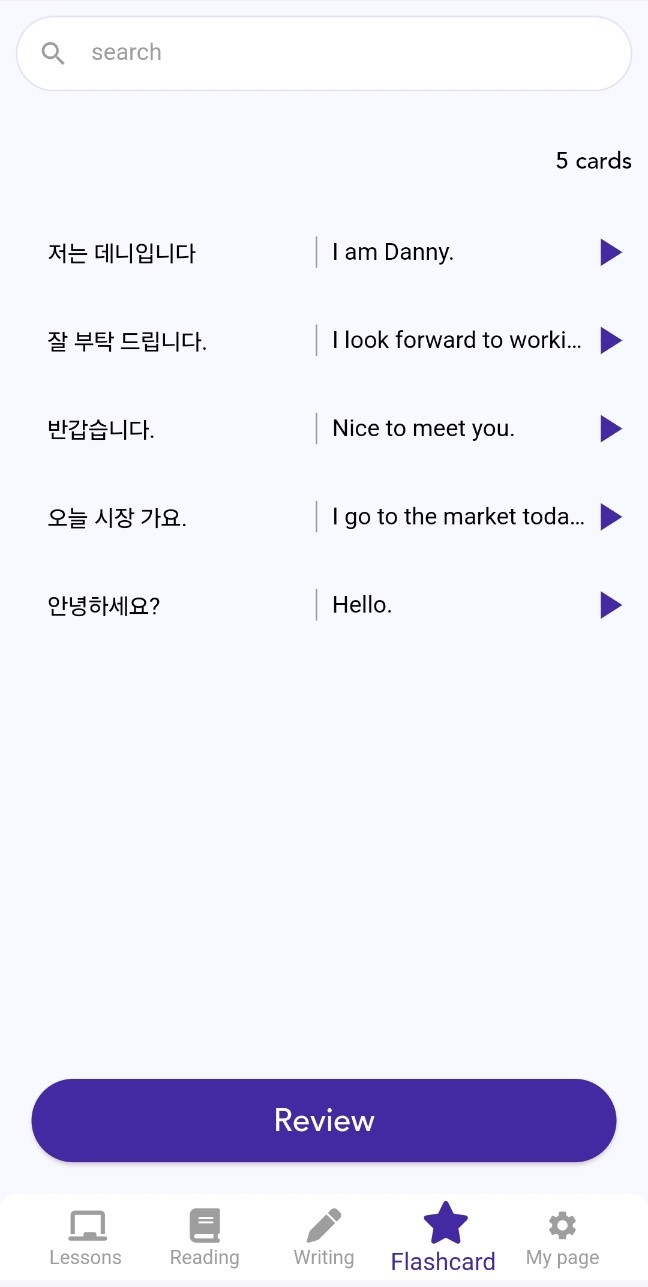 search
5 cards
저는 데니입니다 I am Danny.
잘 부탁 드립니다. I look forward to worki...
반갑습니다. Nice to meet you.
오늘 시장 가요. I go to the market toda...
안녕하세요? Hello.
Review
Lessons Reading Writing Flashcard My page